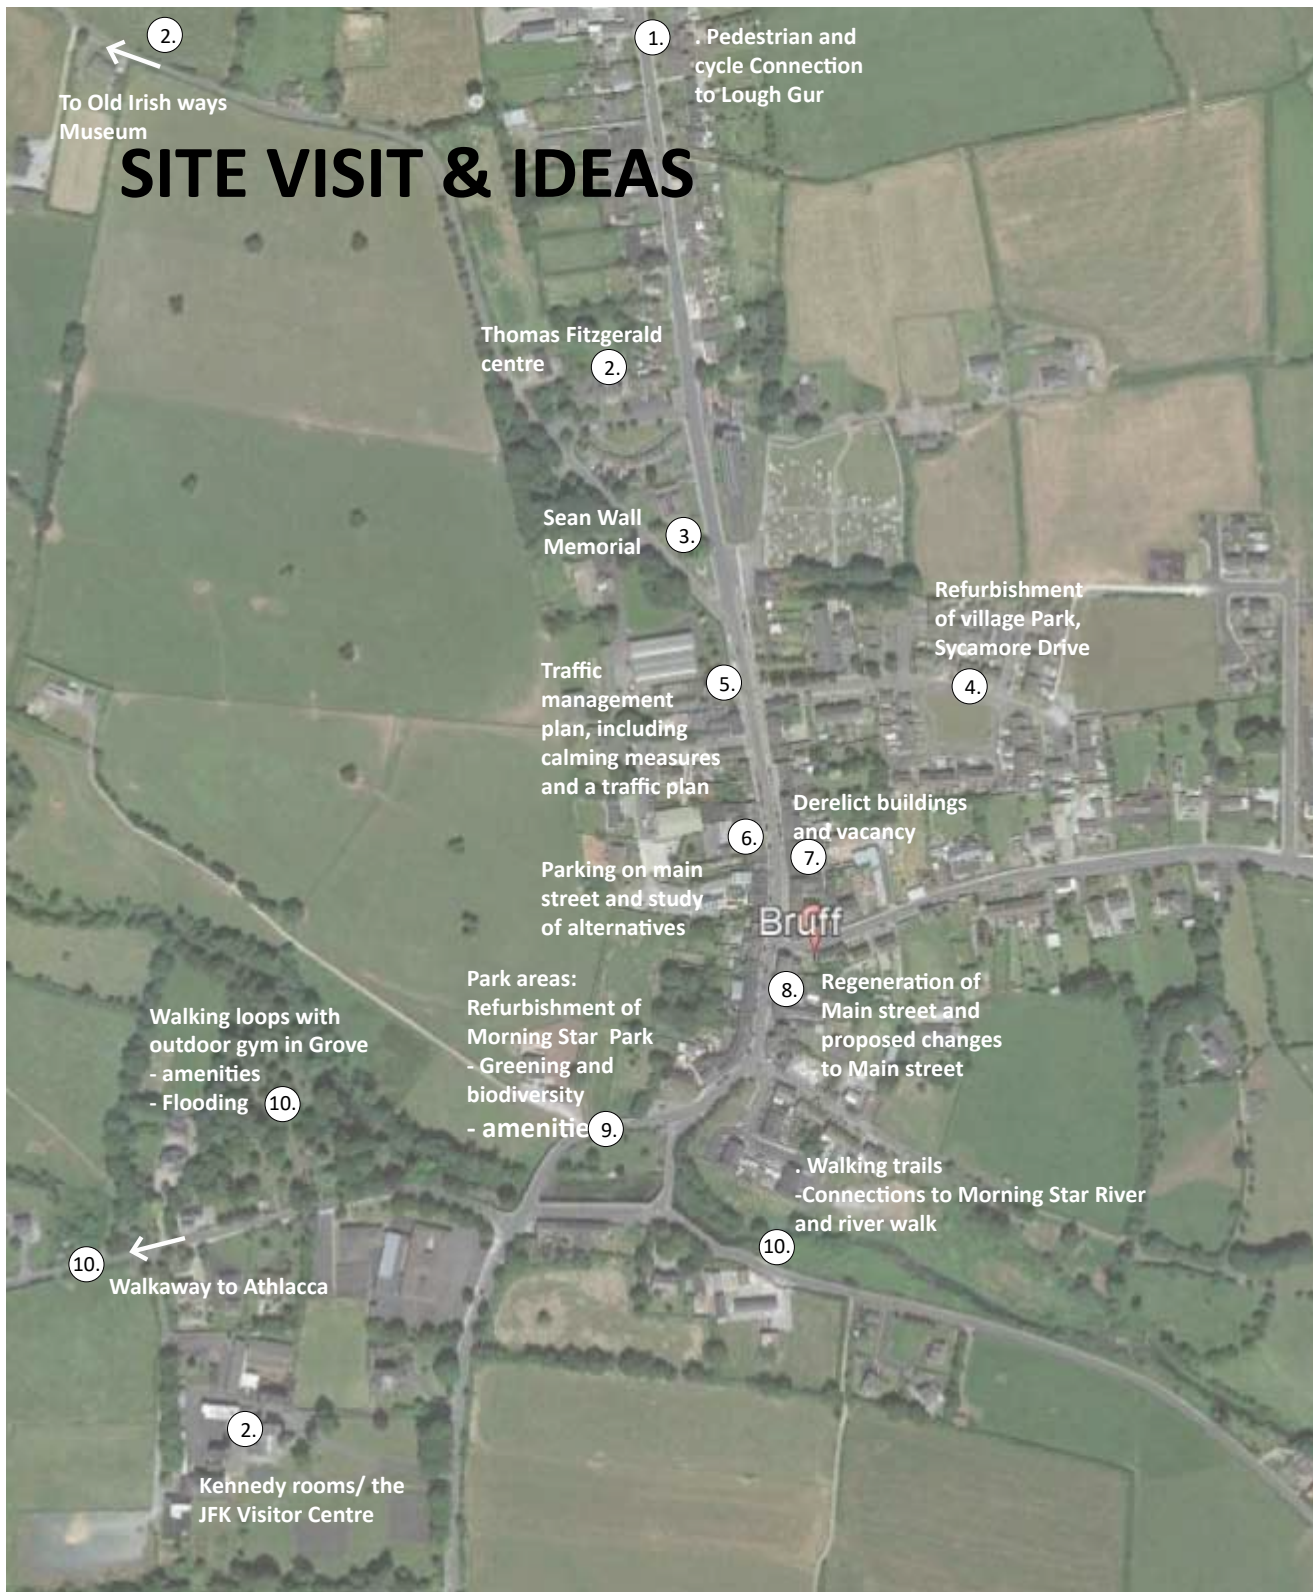 2.
1.
. Pedestrian and
cycle Connection
to Lough Gur
To Old Irish ways
Museum
SITE VISIT & IDEAS
Thomas Fitzgerald
centre
2.
Sean Wall
Memorial
3.
Refurbishment
of village Park,
Sycamore Drive
4.
Traffic
management
plan, including
calming measures
and a traffic plan
5.
Derelict buildings
and vacancy
7.
6.
Parking on main
street and study
of alternatives
Bruff
8.
Regeneration of
Main street and
proposed changes
to Main street
Park areas:
Refurbishment of
Morning Star Park
- Greening and
biodiversity
- amenitie
9.
Walking loops with
outdoor gym in Grove
- amenities
- Flooding
10.
. Walking trails
-Connections to Morning Star River
and river walk
10.
10.
Walkaway to Athlacca
2.
Kennedy rooms/ the
JFK Visitor Centre